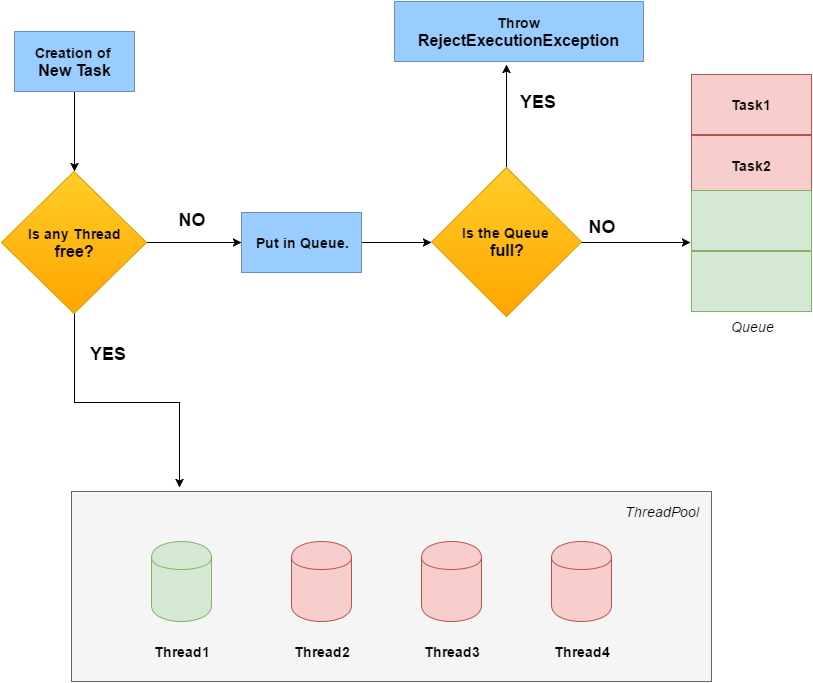 Creation of
New Task
Throw
RejectExecutionException
YES
Task1
Task2
Is any Thread
free?
NO
Put in Queue.
Is the Queue
full?
NO
Queue
YES
ThreadPool
Thread1
Thread2
Thread3
Thread4